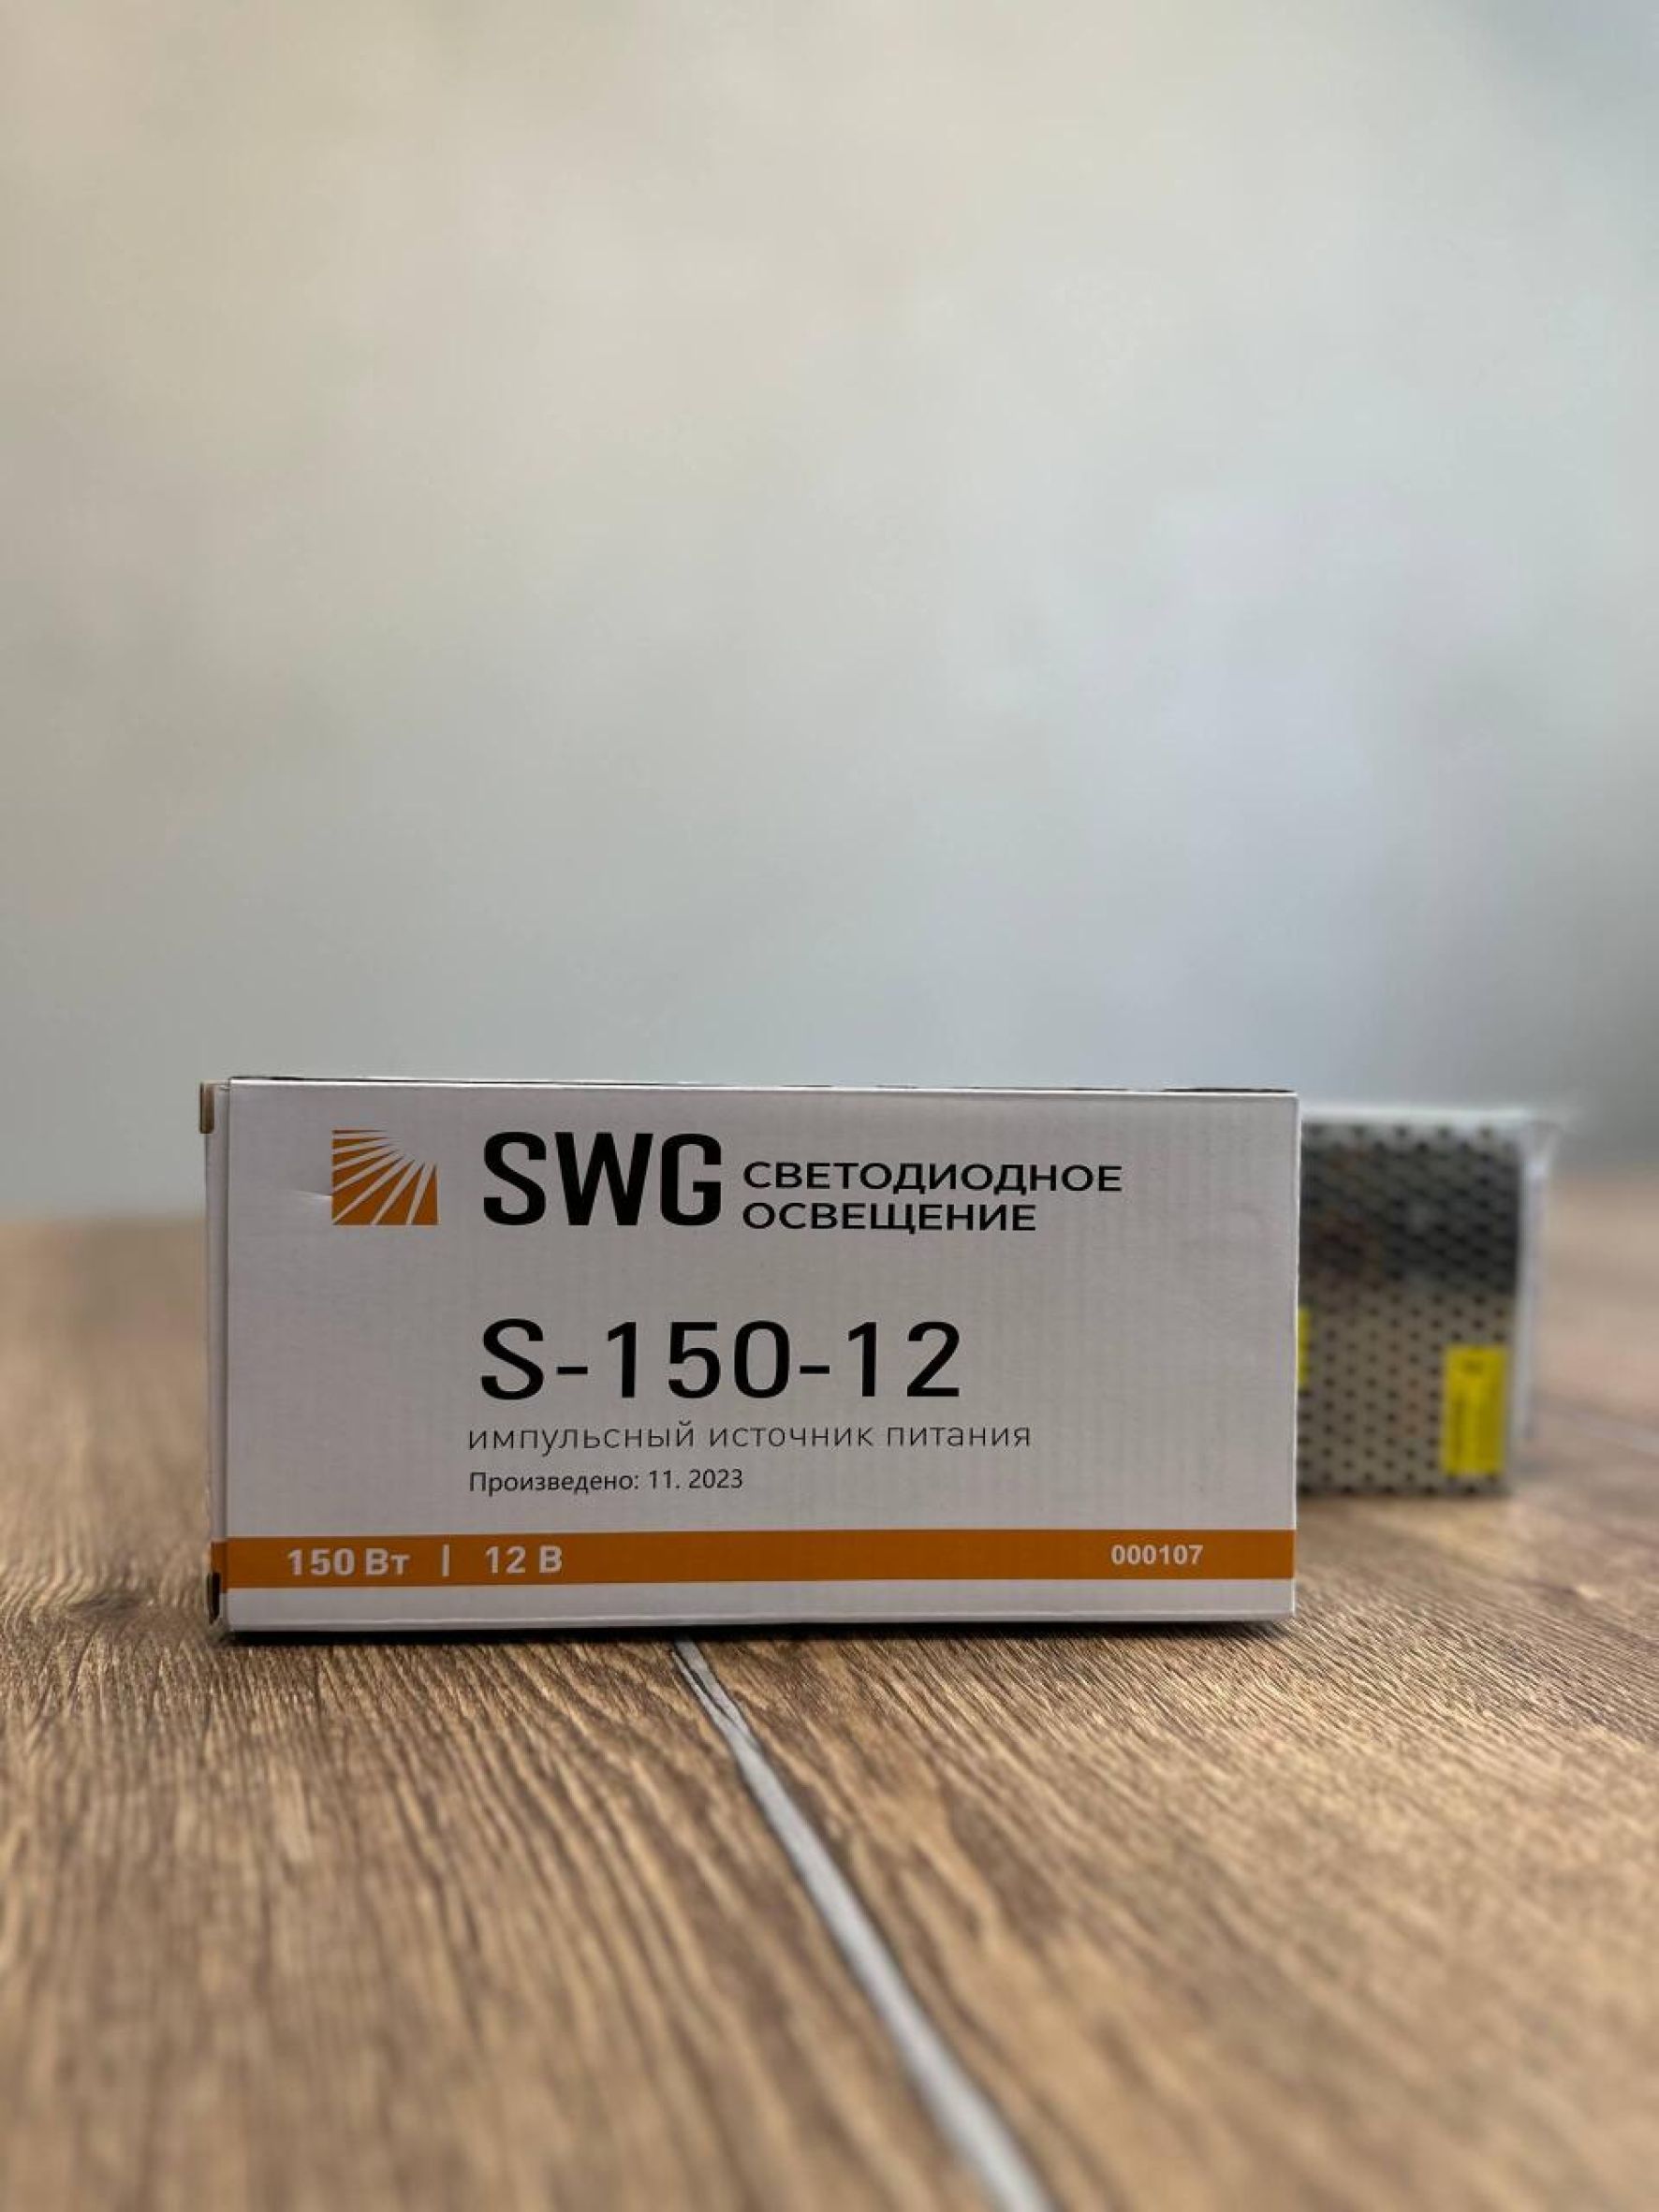 SWG СВЕТОДИОДНОЕ
ОСВЕЩЕНИЕ
S-150-12
импульсный источник питания
Произведено: 11. 2023
150 Вт | 12 В 000107